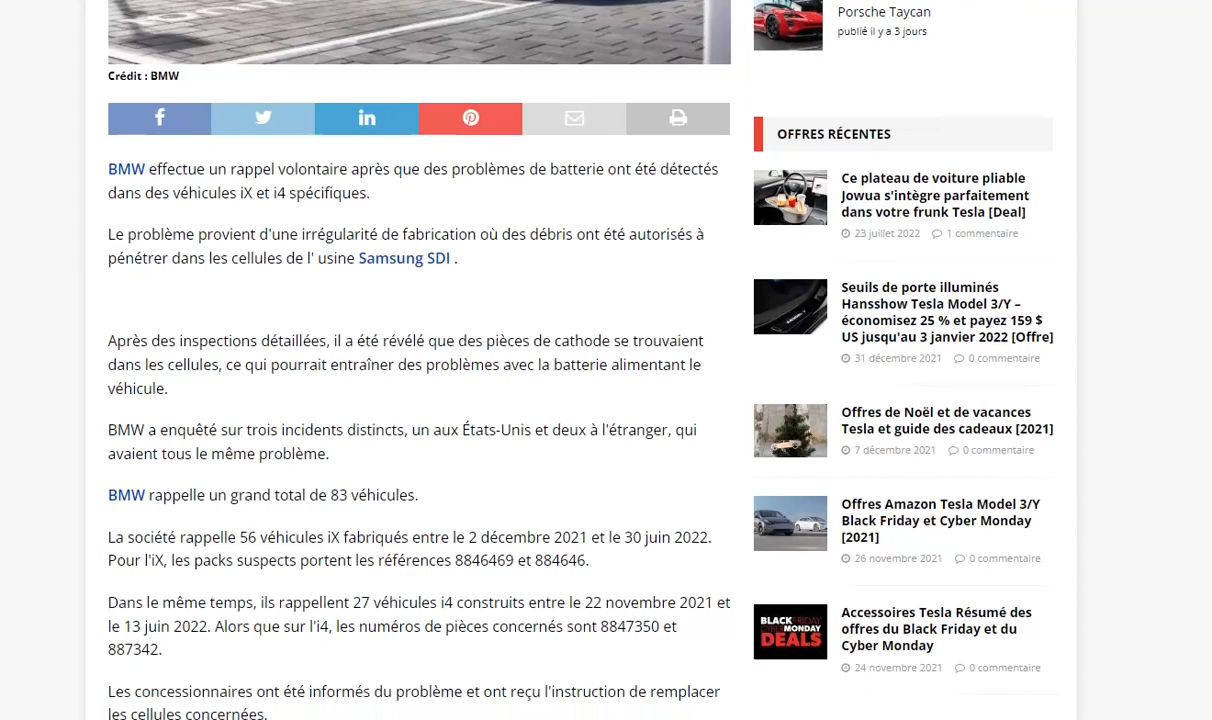 BMW
Crédit : BMW
BMW effectue un rappel volontaire après que des problèmes de batterie ont été détectés
dans des véhicules iX et i4 spécifiques.
Le problème provient d'une irrégularité de fabrication où des débris ont été autorisés à
pénétrer dans les cellules de l' usine Samsung SDI .
Après des inspections détaillées, il a été révélé que des pièces de cathode se trouvaient
dans les cellules, ce qui pourrait entraîner des problèmes avec la batterie alimentant le
véhicule.
BMW a enquêté sur trois incidents distincts, un aux États-Unis et deux à l'étranger, qui
avaient tous le même problème.
BMW rappelle un grand total de 83 véhicules.
La société rappelle 56 véhicules iX fabriqués entre le 2 décembre 2021 et le 30 juin 2022.
Pour l'iX, les packs suspects portent les références 8846469 et 884646.
Dans le même temps, ils rappellent 27 véhicules i4 construits entre le 22 novembre 2021 et
le 13 juin 2022. Alors que sur l'i4, les numéros de pièces concernés sont 8847350 et
887342.
Les concessionnaires ont été informés du problème et ont reçu l'instruction de remplacer
les cellules concernées.
Porsche Taycan
publié il y a 3 jours
OFFRES RÉCENTES
Ce plateau de voiture pliable
Jowua s'intègre parfaitement
dans votre frunk Tesla [Deal]
23 juillet 2022 1 commentaire
Seuils de porte illuminés
Hansshow Tesla Model 3/Y –
économisez 25 % et payez 159 $
US jusqu'au 3 janvier 2022 [Offre]
31 décembre 2021 0 commentaire
Offres de Noël et de vacances
Tesla et guide des cadeaux [2021]
7 décembre 2021 0 commentaire
Offres Amazon Tesla Model 3/Y
Black Friday et Cyber Monday
[2021]
26 novembre 2021 0 commentaire
BLACK FRIDAY
CYBER MONDAY
DEALS
Accessoires Tesla Résumé des
offres du Black Friday et du
Cyber Monday
24 novembre 2021 0 commentaire